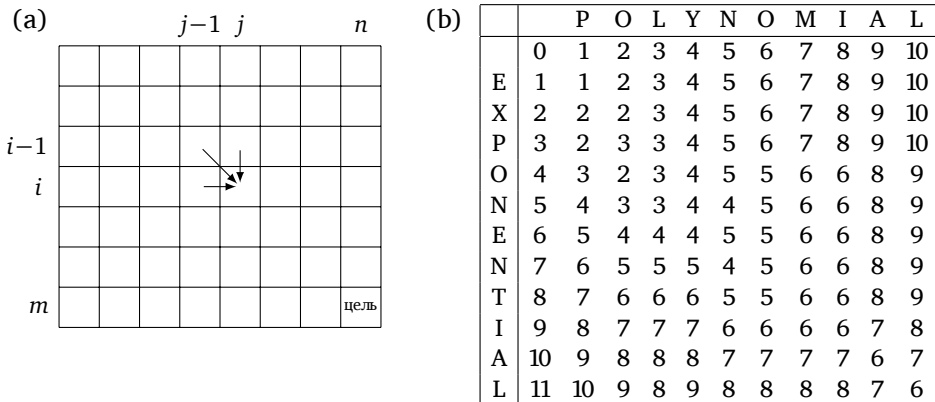 (a)
j−1 j n
i−1
i
m
цель
(b)
P O L Y N O M I A L
0 1 2 3 4 5 6 7 8 9 10
E 1 1 2 3 4 5 6 7 8 9 10
X 2 2 2 3 4 5 6 7 8 9 10
P 3 2 3 3 4 5 6 7 8 9 10
O 4 3 2 3 4 5 5 6 6 8 9
N 5 4 3 3 4 4 5 6 6 8 9
E 6 5 4 4 4 5 5 6 6 8 9
N 7 6 5 5 5 4 5 6 6 8 9
T 8 7 6 6 6 5 5 6 6 8 9
I 9 8 7 7 7 6 6 6 6 7 8
A 10 9 8 8 8 7 7 7 7 6 7
L 11 10 9 8 9 8 8 8 8 7 6